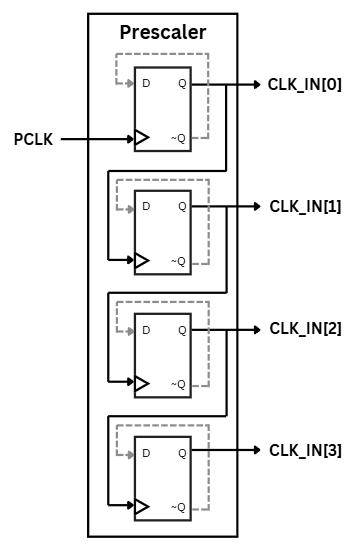 Prescaler
D Q CLK_IN[0]
PCLK ~Q
D Q CLK_IN[1]
~Q
D Q CLK_IN[2]
~Q
D Q CLK_IN[3]
~Q